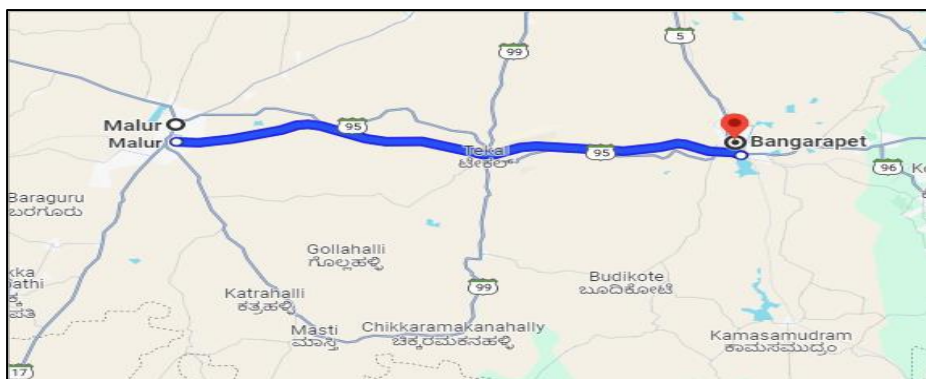 99
5
Malur
95
Malur
Tekal
ಟೇಕಲ್
95
Bangarapet
96
Baraguru
ಬರಗೂರು
Gollahalli
ಗೊಲ್ಲಹಳ್ಳಿ
Budikote
ಬೂದಿಕೋಟೆ
Katrahalli
ಕತ್ರಹಳ್ಳಿ
99
Masti
ಮಾಸ್ತಿ
Chikkaramakanahally
ಚಿಕ್ಕರಮಕನಹಳ್ಳಿ
Kamasamudram
ಕಾಮಸಮುದ್ರಂ
17